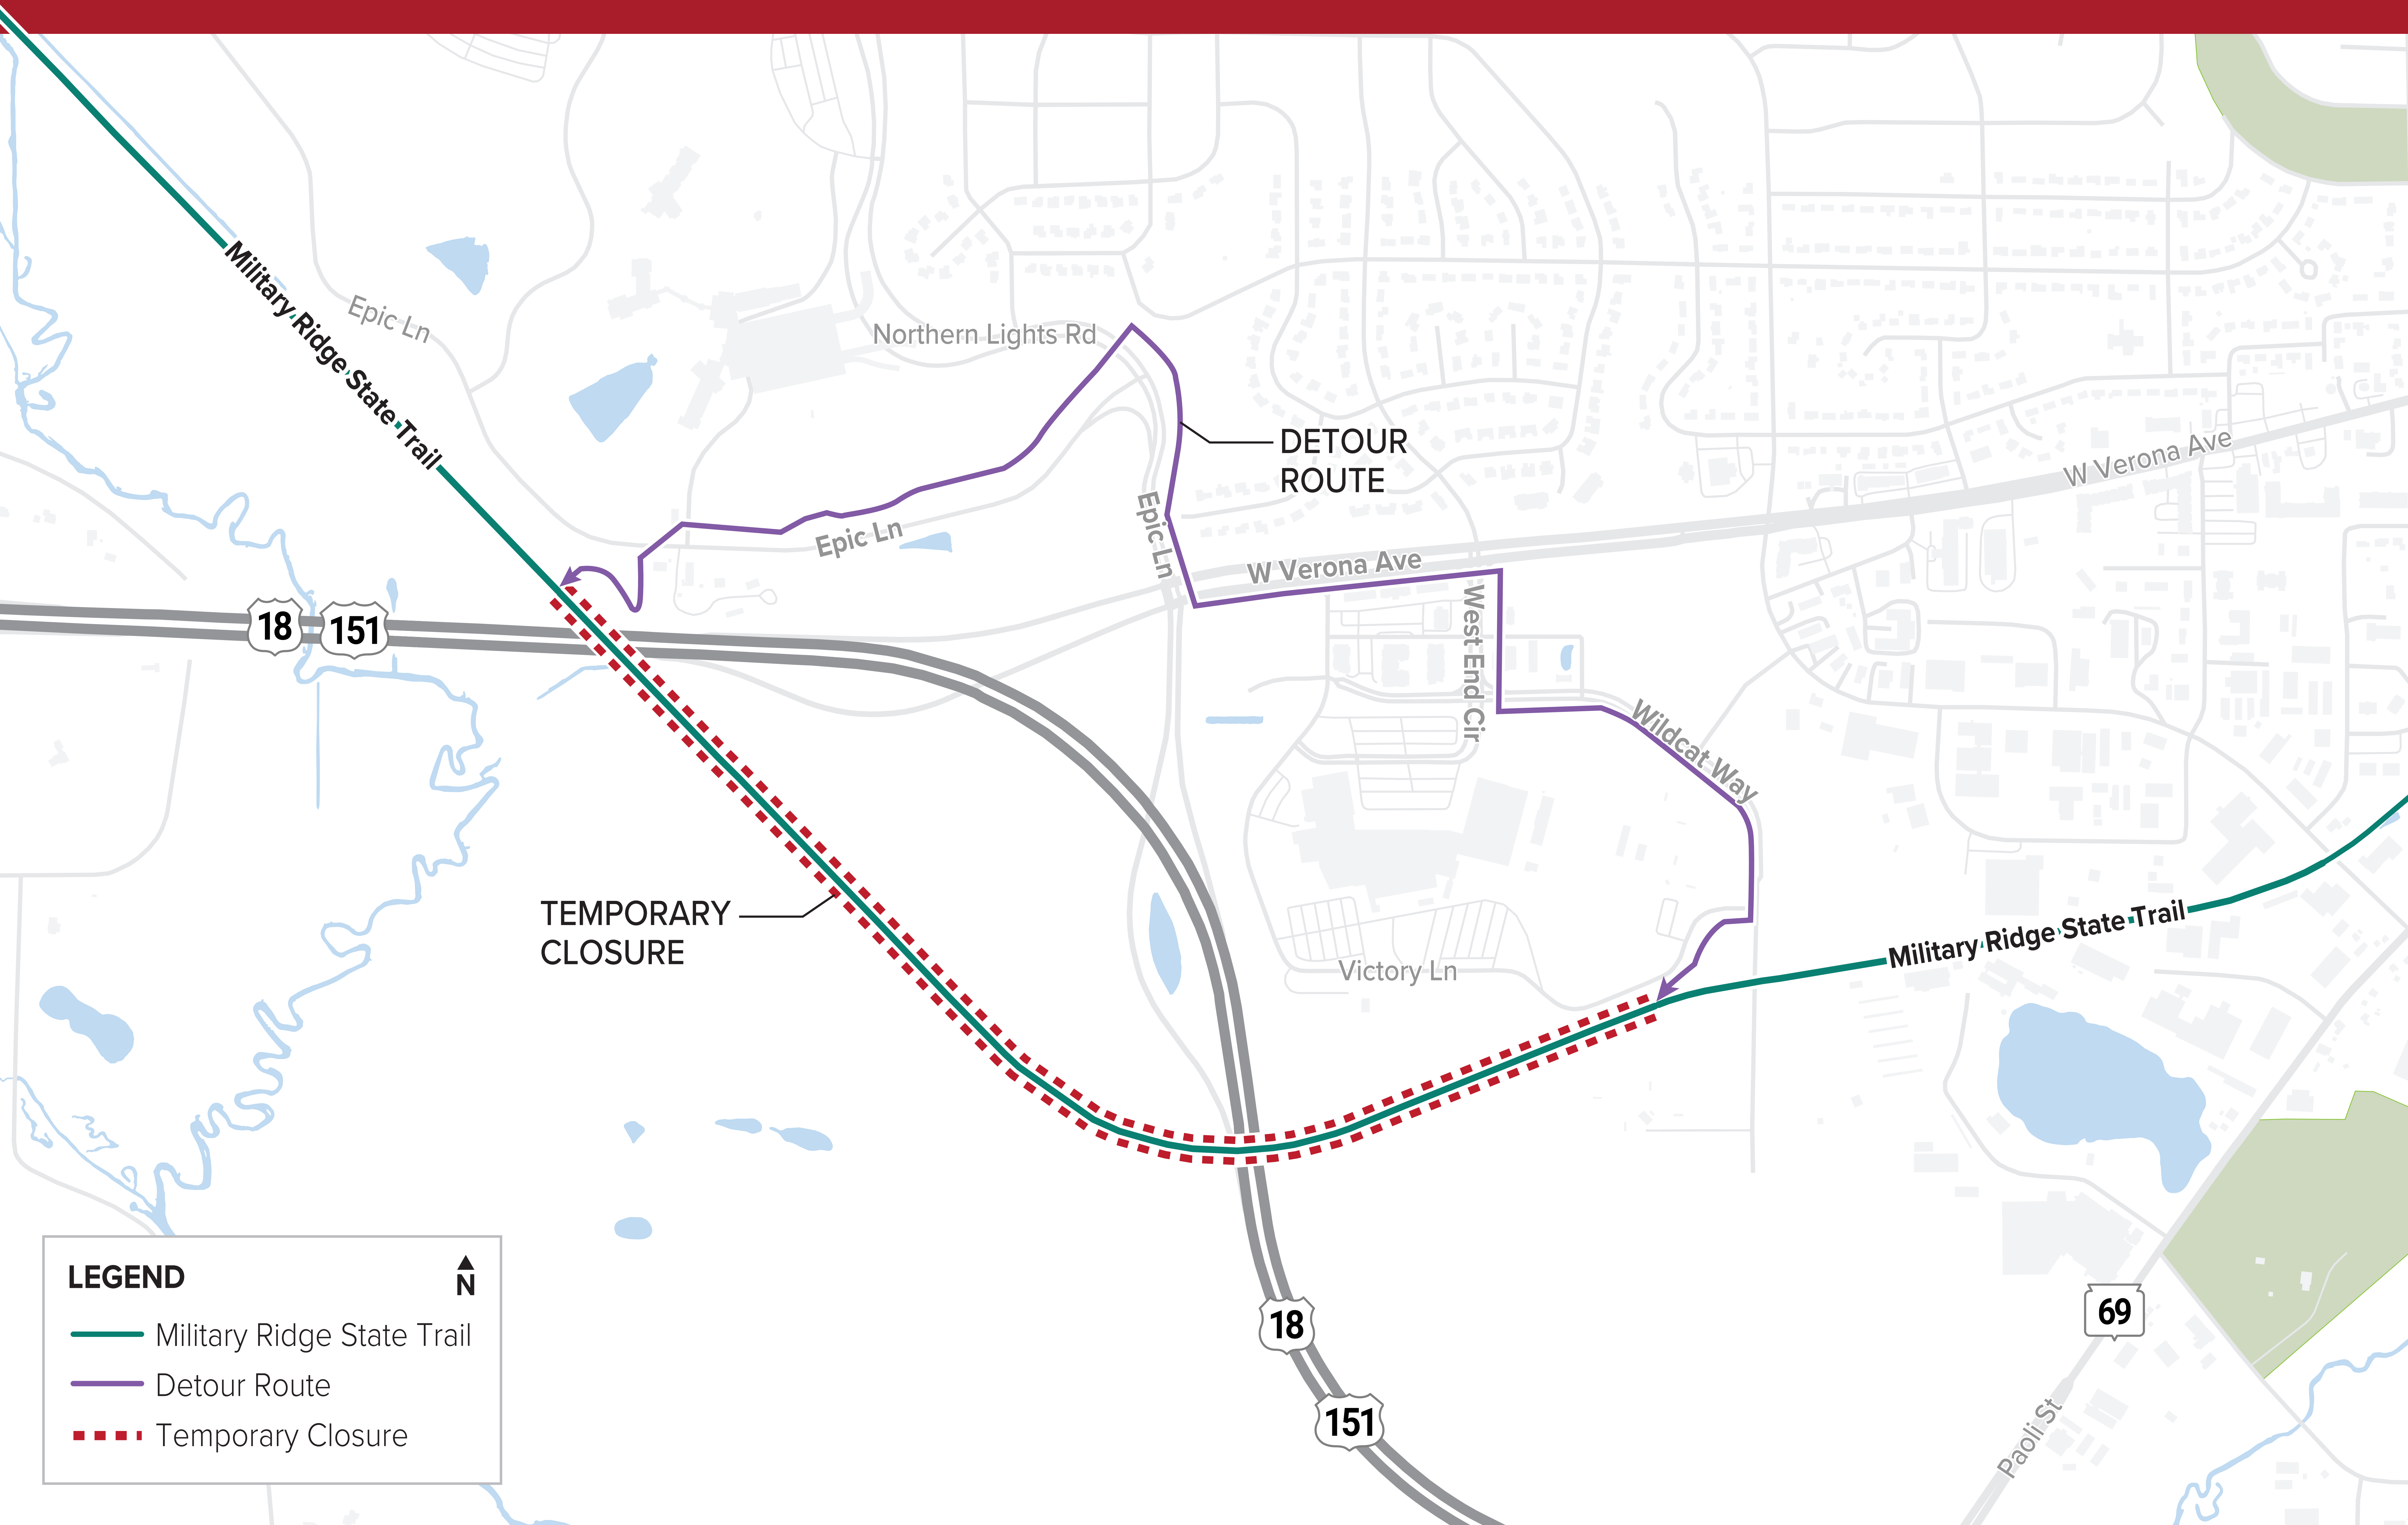 Military Ridge State Trail
Epic Ln
Northern Lights Rd
DETOUR
ROUTE
W Verona Ave
Epic Ln
Epic Ln
W Verona Ave
18
151
West End Cir
Wildcat Way
TEMPORARY
CLOSURE
Military Ridge State Trail
Victory Ln
LEGEND
N
Military Ridge State Trail
Detour Route
Temporary Closure
18
151
69
Paoli St